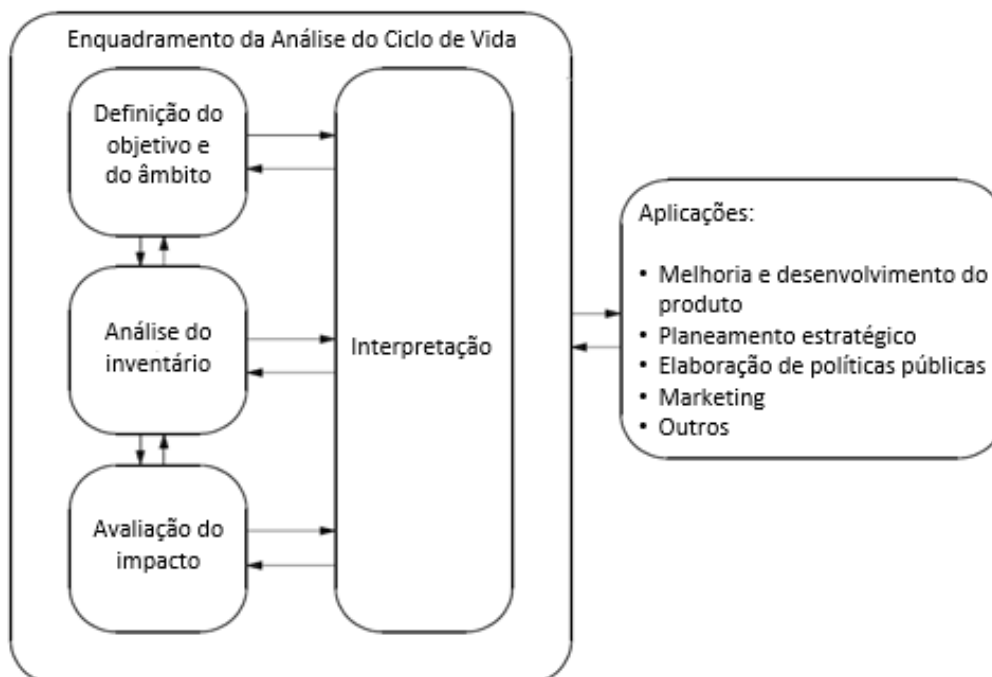 Enquadramento da Análise do Ciclo de Vida
Definição do
objetivo e
do âmbito
Análise do
inventário
Avaliação do
impacto
Interpretação
Aplicações:
• Melhoria e desenvolvimento do
produto
• Planeamento estratégico
• Elaboração de políticas públicas
• Marketing
• Outros